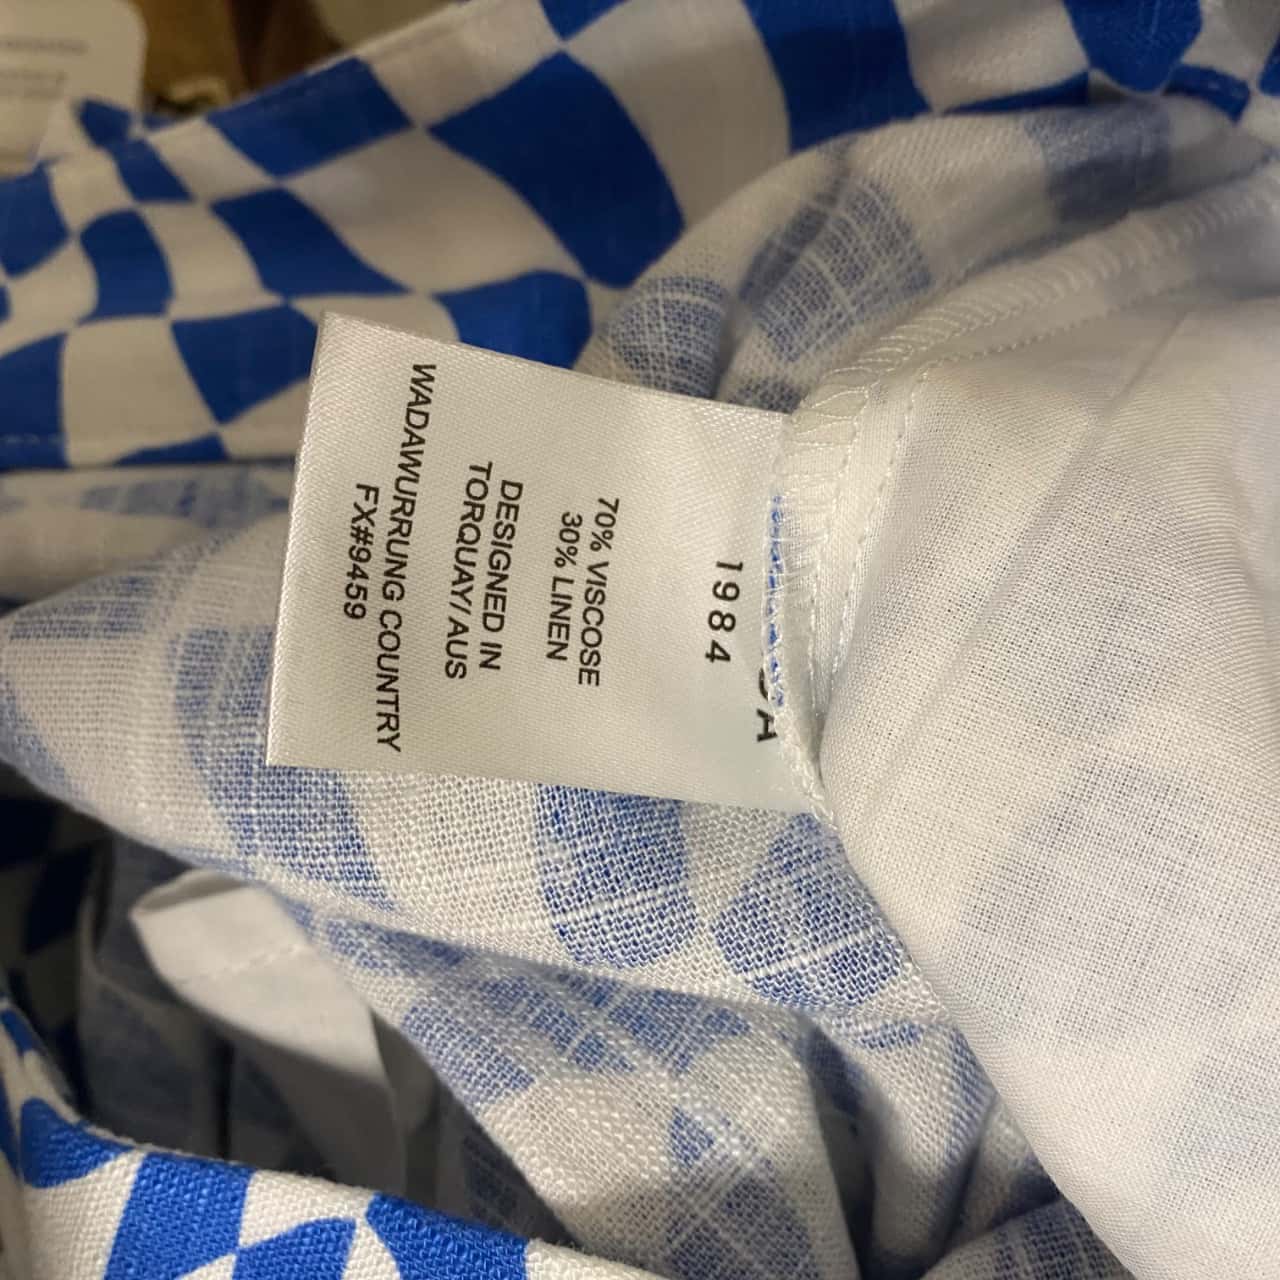 1984
70% VISCOSE
30% LINEN
DESIGNED IN
TORQUAY/AUS
WADAWURRUNG COUNTRY
FX#9459